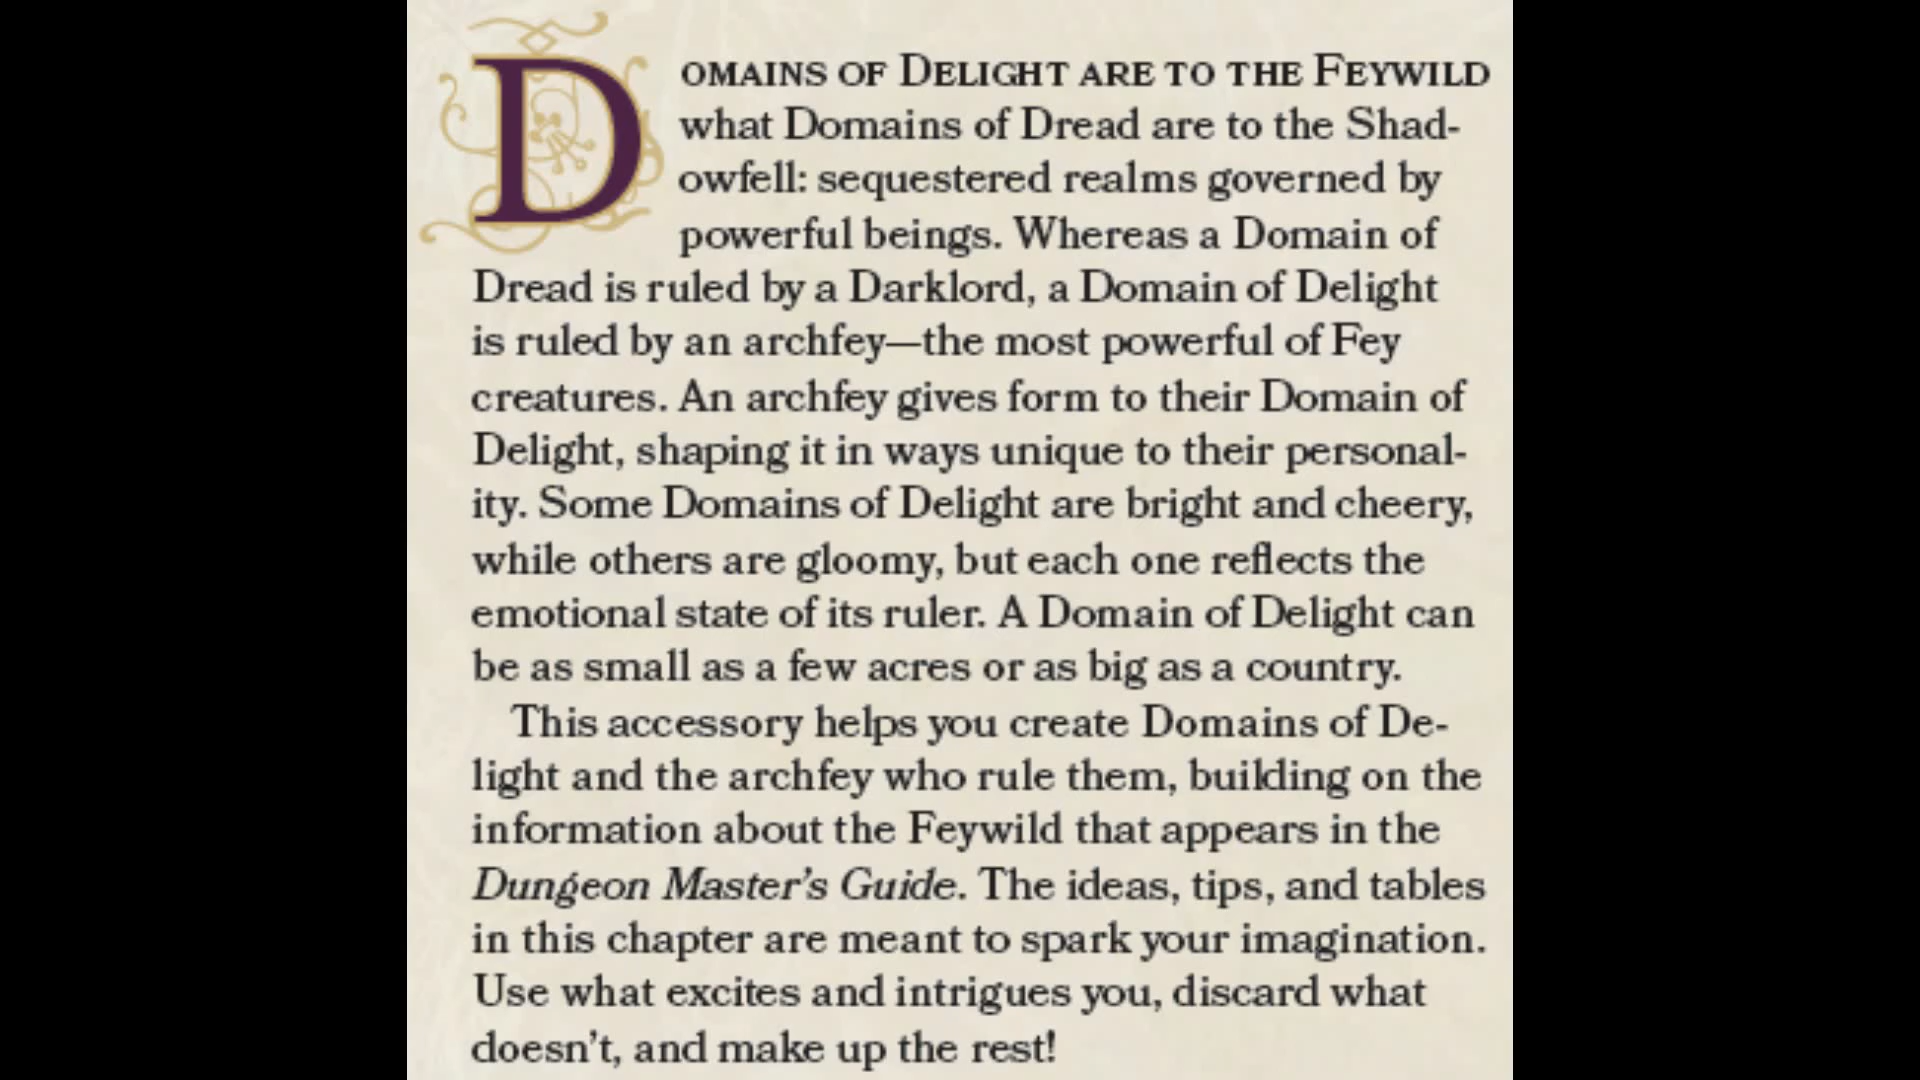 Domains of Delight are to the Feywild
what Domains of Dread are to the Shad-
owfell: sequestered realms governed by
powerful beings. Whereas a Domain of
Dread is ruled by a Darklord, a Domain of Delight
is ruled by an archfey—the most powerful of Fey
creatures. An archfey gives form to their Domain of
Delight, shaping it in ways unique to their personal-
ity. Some Domains of Delight are bright and cheery,
while others are gloomy, but each one reflects the
emotional state of its ruler. A Domain of Delight can
be as small as a few acres or as big as a country.
This accessory helps you create Domains of De-
light and the archfey who rule them, building on the
information about the Feywild that appears in the
Dungeon Master's Guide. The ideas, tips, and tables
in this chapter are meant to spark your imagination.
Use what excites and intrigues you, discard what
doesn't, and make up the rest!